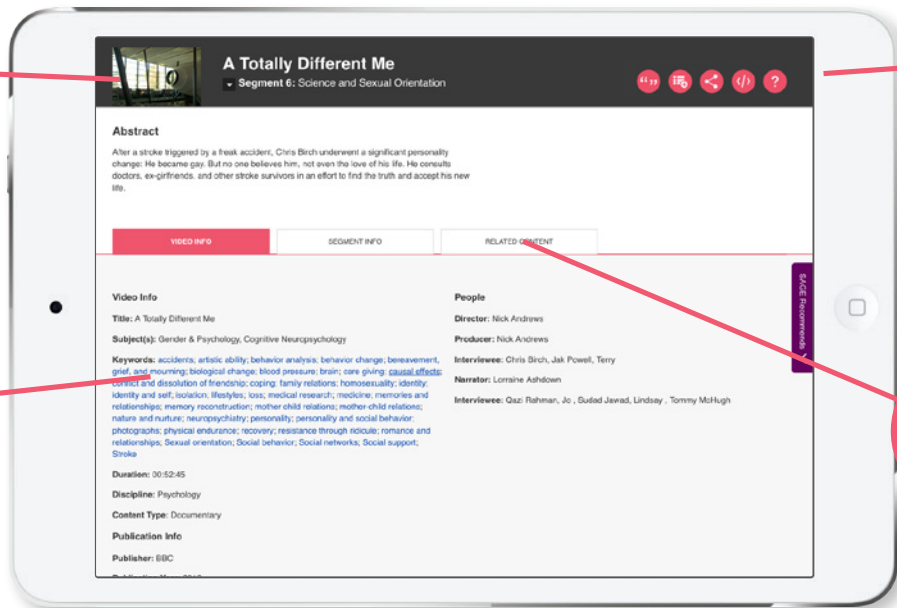 A Totally Different Me
Segment 6: Science and Sexual Orientation
Abstract
After a stroke triggered by a freak accident, Chris Birch underwent a significant personality
change: He became gay. But no one believes him, not even the love of his life. He consults
doctors, ex-girlfriends, and other stroke survivors in an effort to find the truth and accept his new
life.
VIDEO INFO
SEGMENT INFO
RELATED CONTENT
SAGE Recommends
Video Info
Title: A Totally Different Me
Subject(s): Gender & Psychology, Cognitive Neuropsychology
Keywords: accidents; artistic ability; behavior analysis; behavior change; bereavement,
grief, and mourning; biological change; blood pressure; brain; care giving; causal effects;
conflict and dissolution of friendship; coping; family relations; homosexuality; identity;
identity and self; isolation; lifestyles; loss; medical research; medicine; memories and
relationships; memory reconstruction; mother child relations; mother-child relations;
nature and nurture; neuropsychiatry; personality; personality and social behavior;
photographs; physical endurance; recovery; resistance through ridicule; romance and
relationships; Sexual orientation; Social behavior; Social networks; Social support;
Stroke
Duration: 00:52:45
Discipline: Psychology
Content Type: Documentary
Publication Info
Publisher: BBC
People
Director: Nick Andrews
Producer: Nick Andrews
Interviewee: Chris Birch, Jak Powell, Terry
Narrator: Lorraine Ashdown
Interviewee: Qazi Rahman, Jo , Sudad Jawad, Lindsay , Tommy McHugh